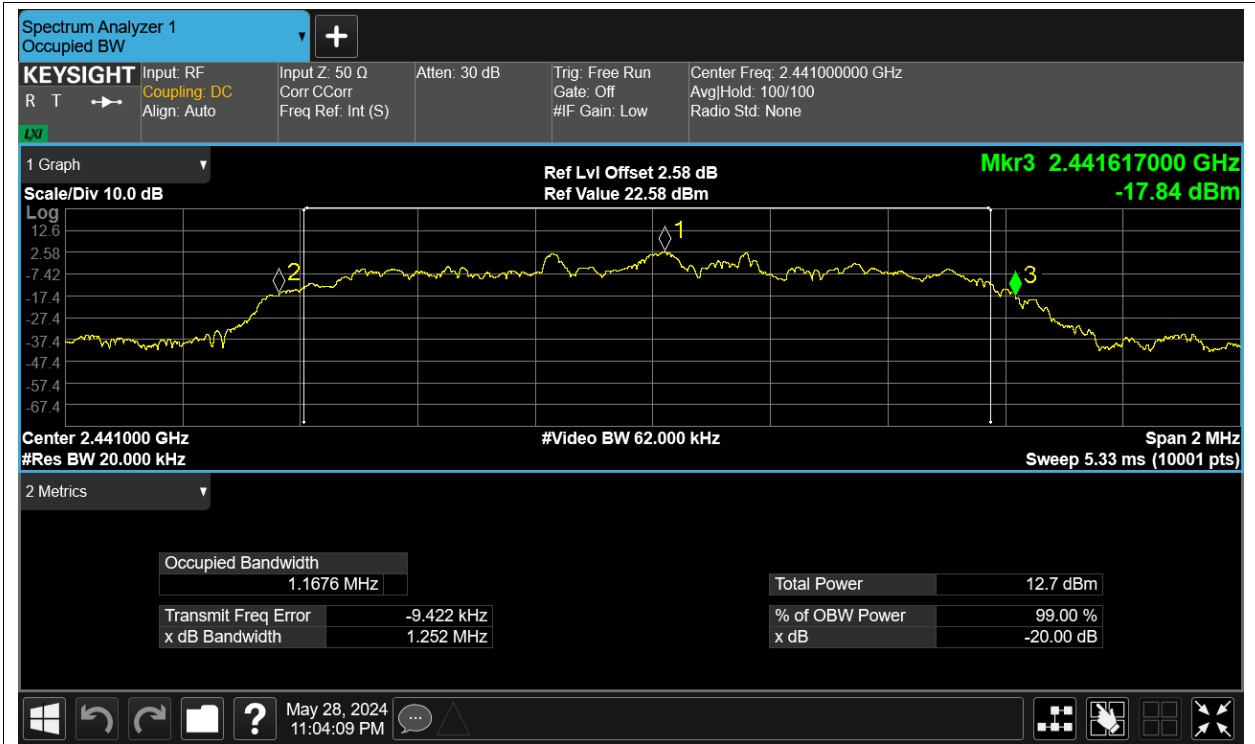 Spectrum Analyzer 1
Occupied BW
KEYSIGHT
R T
LXI
Input: RF
Coupling: DC
Align: Auto
Input Z: 50 Ω
Corr CCorr
Freq Ref: Int (S)
Atten: 30 dB
Trig: Free Run
Gate: Off
#IF Gain: Low
Center Freq: 2.441000000 GHz
Avg|Hold: 100/100
Radio Std: None
1 Graph
Scale/Div 10.0 dB
Ref Lvl Offset 2.58 dB
Ref Value 22.58 dBm
Mkr3 2.441617000 GHz
-17.84 dBm
Log
12.6
2.58
-7.42
-17.4
-27.4
-37.4
-47.4
-57.4
-67.4
1
2
3
Center 2.441000 GHz
#Res BW 20.000 kHz
#Video BW 62.000 kHz
Span 2 MHz
Sweep 5.33 ms (10001 pts)
2 Metrics
Occupied Bandwidth
1.1676 MHz
Transmit Freq Error -9.422 kHz
x dB Bandwidth 1.252 MHz
Total Power 12.7 dBm
% of OBW Power 99.00 %
x dB -20.00 dB
?
May 28, 2024
11:04:09 PM